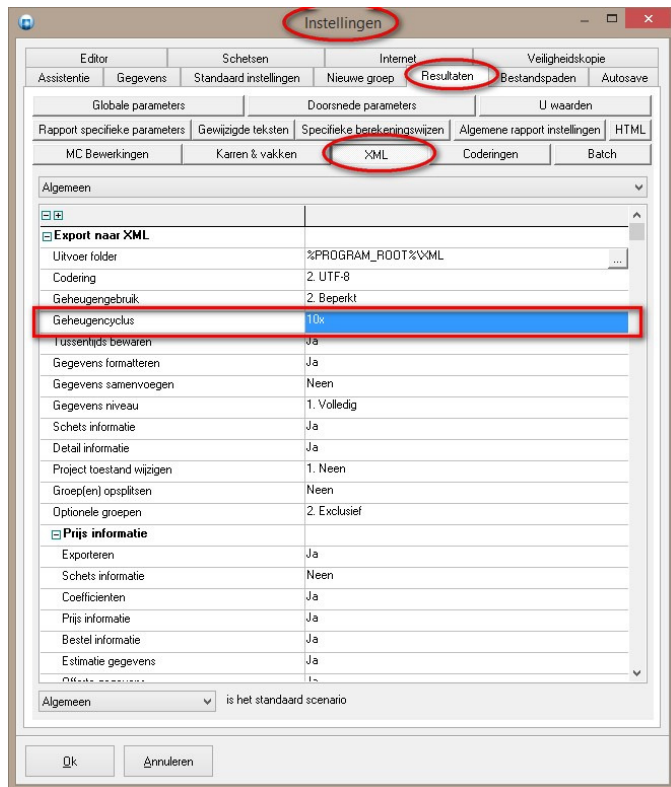 Instellingen
Editor Schetsen Internet Veiligheidskopie
Assistentie Gegevens Standaard instellingen Nieuwe groep Resultaten Bestandspaden Autosave
Globale parameters Doorsnede parameters U waarden
Rapport specifieke parameters Gewijzigde teksten Specifieke berekeningswijzen Algemene rapport instellingen HTML
MC Bewerkingen Karren & vakken XML Coderingen Batch
Algemeen
Export naar XML
Uitvoer folder %PROGRAM_ROOT%\XML ...
Codering 2. UTF-8
Geheugengebruik 2. Beperkt
Geheugencyclus 10x
Tussentijds bewaren Ja
Gegevens formatteren Ja
Gegevens samenvoegen Neen
Gegevens niveau 1. Volledig
Schets informatie Ja
Detail informatie Ja
Project toestand wijzigen 1. Neen
Groep(en) opsplitsen Neen
Optionele groepen 2. Exclusief
Prijs informatie
Exporteren Ja
Schets informatie Neen
Coefficienten Ja
Prijs informatie Ja
Bestel informatie Ja
Estimatie gegevens Ja
Offerte gegevens Ja
Algemeen is het standaard scenario
Ok Annuleren